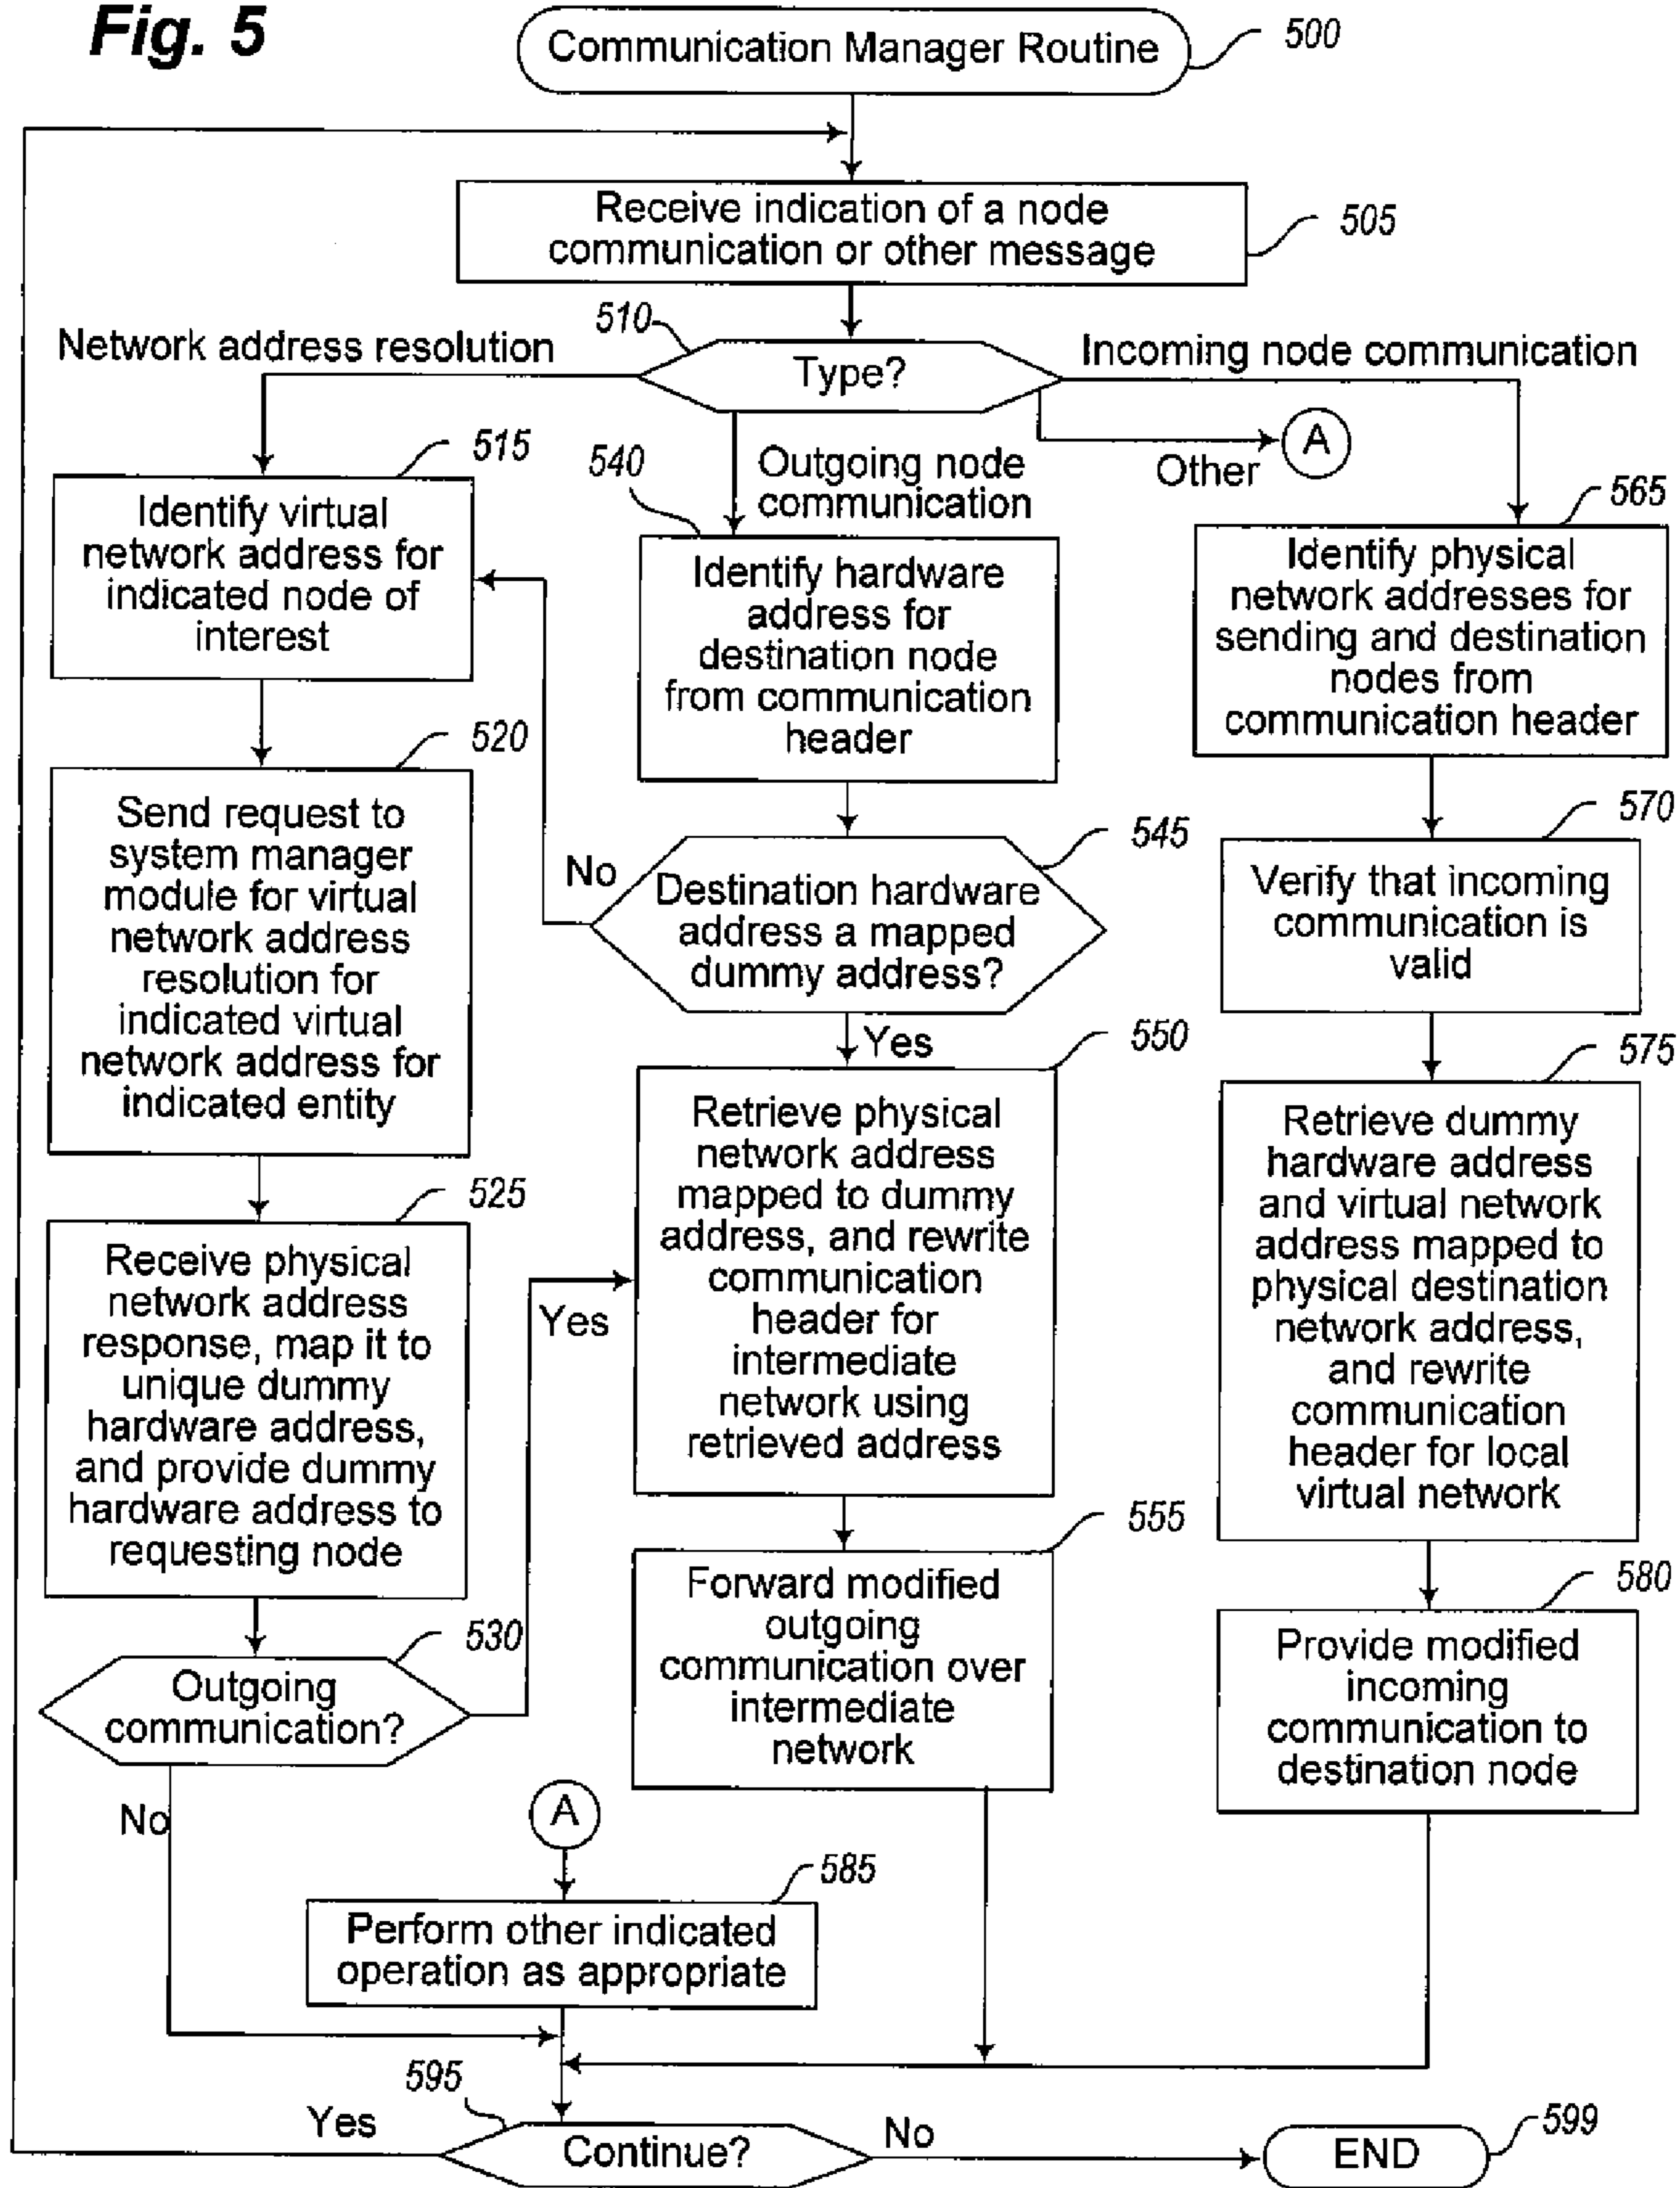 Fig. 5
Communication Manager Routine
500
Receive indication of a node
communication or other message
505
510
Type?
Network address resolution
Incoming node communication
Outgoing node
communication
Other
A
515
Identify virtual
network address for
indicated node of
interest
520
Send request to
system manager
module for virtual
network address
resolution for
indicated virtual
network address for
indicated entity
525
Receive physical
network address
response, map it to
unique dummy
hardware address,
and provide dummy
hardware address to
requesting node
530
Outgoing
communication?
Yes
No
540
Identify hardware
address for
destination node
from communication
header
545
Destination hardware
address a mapped
dummy address?
No
Yes
550
Retrieve physical
network address
mapped to dummy
address, and rewrite
communication
header for
intermediate
network using
retrieved address
555
Forward modified
outgoing
communication over
intermediate
network
565
Identify physical
network addresses for
sending and destination
nodes from
communication header
570
Verify that incoming
communication is
valid
575
Retrieve dummy
hardware address
and virtual network
address mapped to
physical destination
network address,
and rewrite
communication
header for local
virtual network
580
Provide modified
incoming
communication to
destination node
A
585
Perform other indicated
operation as appropriate
595
Continue?
Yes
No
END
599